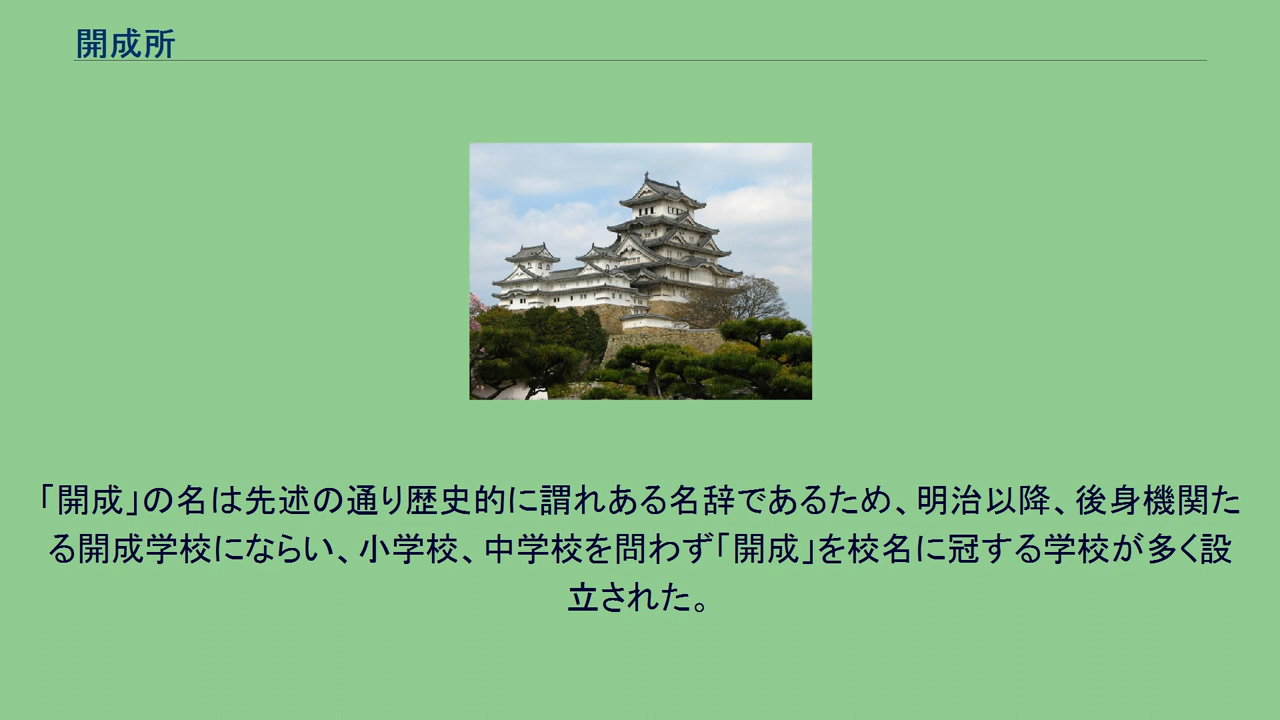 開成所
「開成」の名は先述の通り歴史的に謂れある名辞であるため、明治以降、後身機関た
る開成学校にならい、小学校、中学校を問わず「開成」を校名に冠する学校が多く設
立された。